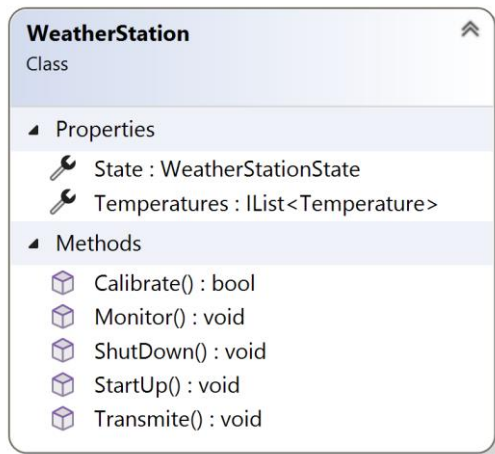 WeatherStation
Class
Properties
State : WeatherStationState
Temperatures : IList<Temperature>
Methods
Calibrate() : bool
Monitor() : void
ShutDown() : void
StartUp() : void
Transmite() : void